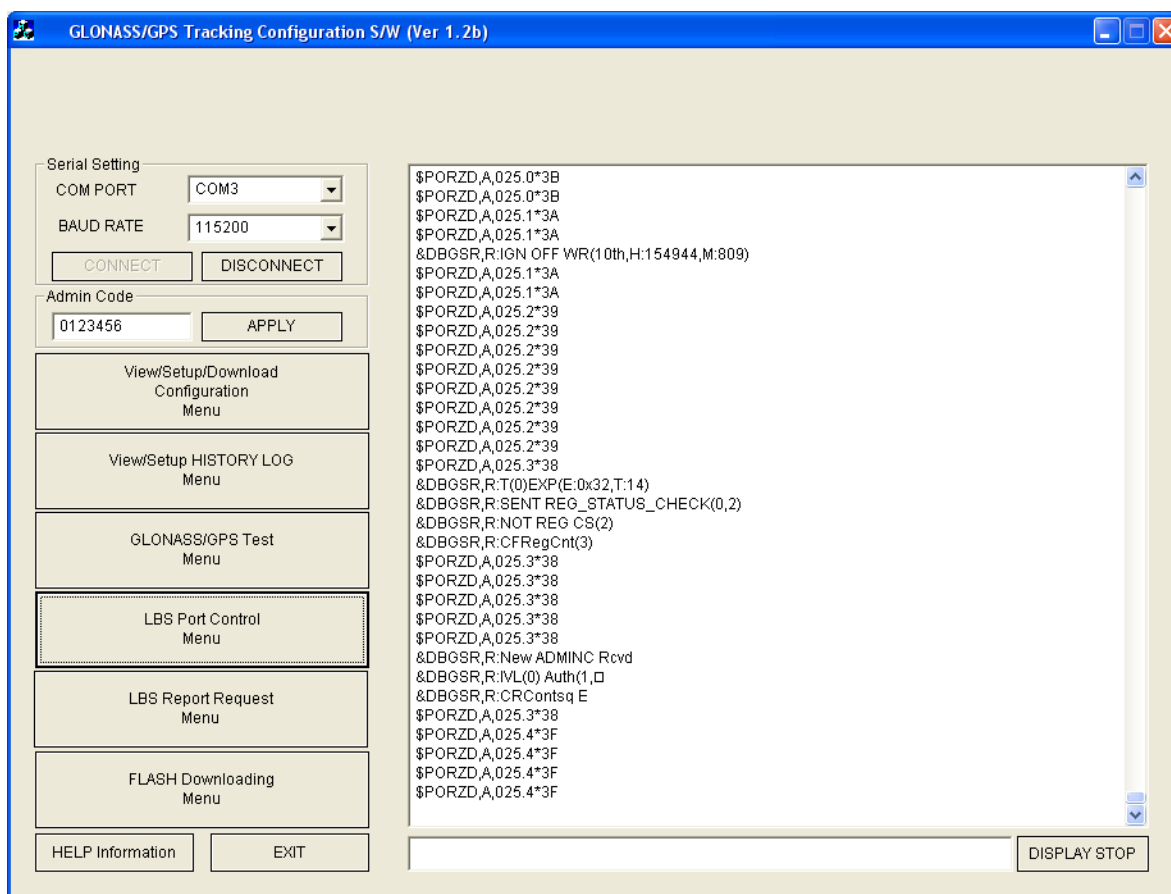 GLONASS/GPS Tracking Configuration S/W (Ver 1.2b)
Serial Setting
COM PORT
COM3
BAUD RATE
115200
CONNECT
DISCONNECT
Admin Code
0123456
APPLY
View/Setup/Download
Configuration
Menu
View/Setup HISTORY LOG
Menu
GLONASS/GPS Test
Menu
LBS Port Control
Menu
LBS Report Request
Menu
FLASH Downloading
Menu
HELP Information
EXIT
$PORZD,A,025.0*3B
$PORZD,A,025.0*3B
$PORZD,A,025.1*3A
$PORZD,A,025.1*3A
&DBGSR,R:IGN OFF WR(10th,H:154944,M:809)
$PORZD,A,025.1*3A
$PORZD,A,025.1*3A
$PORZD,A,025.2*39
$PORZD,A,025.2*39
$PORZD,A,025.2*39
$PORZD,A,025.2*39
$PORZD,A,025.2*39
$PORZD,A,025.2*39
$PORZD,A,025.2*39
$PORZD,A,025.2*39
$PORZD,A,025.3*38
&DBGSR,R:T(0)EXP(E:0x32,T:14)
&DBGSR,R:SENT REG_STATUS_CHECK(0,2)
&DBGSR,R:NOT REG CS(2)
&DBGSR,R:CFRegCnt(3)
$PORZD,A,025.3*38
$PORZD,A,025.3*38
$PORZD,A,025.3*38
$PORZD,A,025.3*38
$PORZD,A,025.3*38
&DBGSR,R:New ADMINC Rcvd
&DBGSR,R:IVL(0) Auth(1,□
&DBGSR,R:CRContsq E
$PORZD,A,025.3*38
$PORZD,A,025.4*3F
$PORZD,A,025.4*3F
$PORZD,A,025.4*3F
$PORZD,A,025.4*3F
DISPLAY STOP